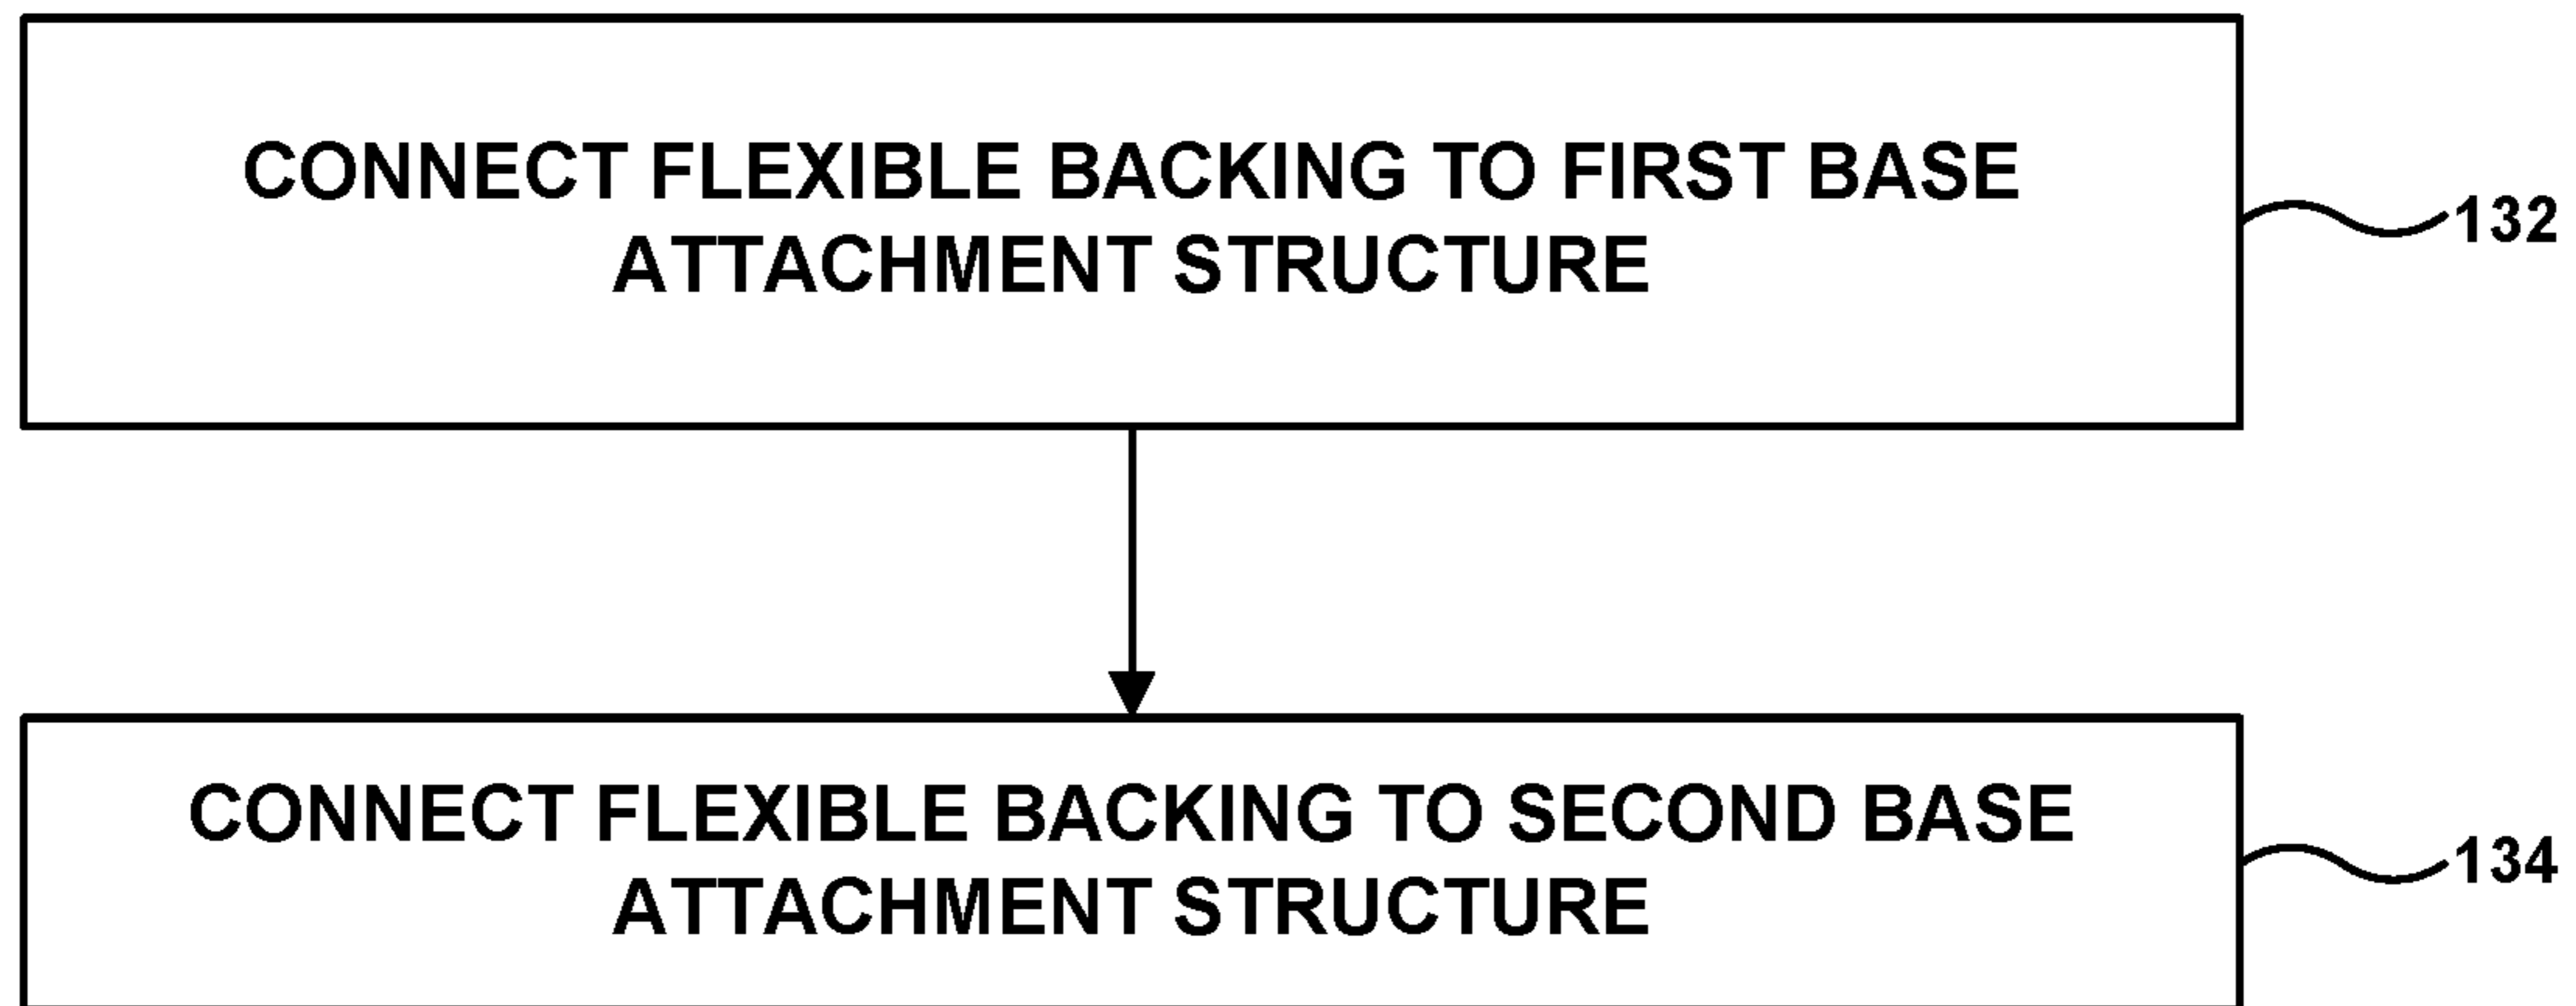 CONNECT FLEXIBLE BACKING TO FIRST BASE
ATTACHMENT STRUCTURE
132
CONNECT FLEXIBLE BACKING TO SECOND BASE
ATTACHMENT STRUCTURE
134